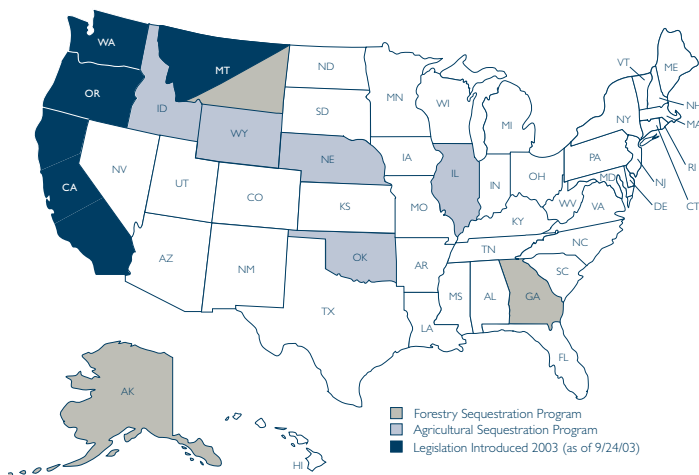 WA
MT
ND
OR
ID
SD
MN
WI
MI
VT
ME
NH
MA
NY
RI
CT
WY
NE
IA
IL
IN
OH
PA
NJ
MD
DE
NV
UT
CO
KS
MO
KY
WV
VA
CA
AZ
NM
OK
AR
TN
NC
SC
TX
LA
MS
AL
GA
FL
AK
HI
Forestry Sequestration Program
Agricultural Sequestration Program
Legislation Introduced 2003 (as of 9/24/03)